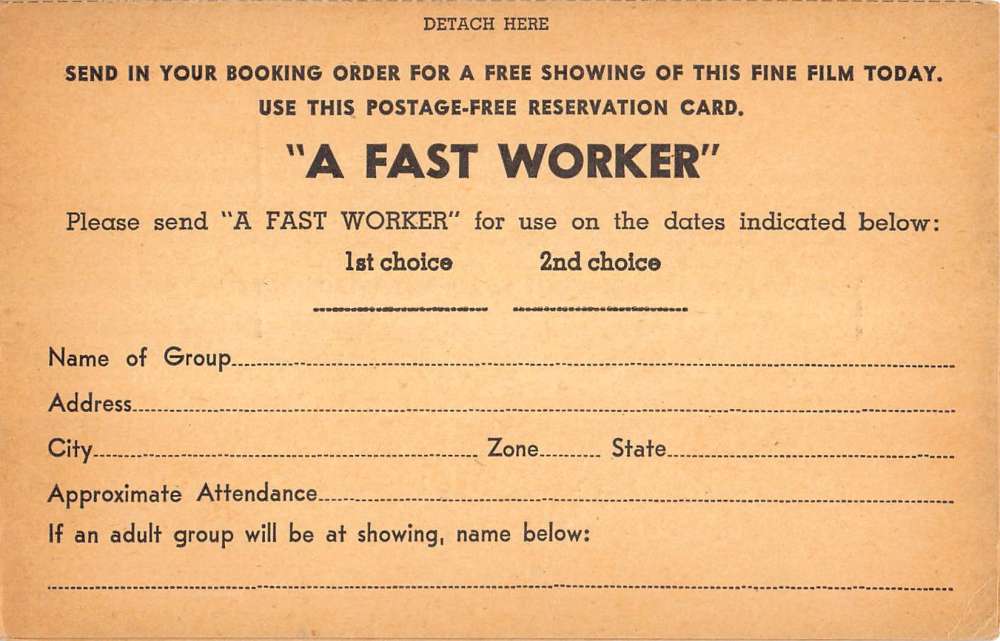 DETACH HERE
SEND IN YOUR BOOKING ORDER FOR A FREE SHOWING OF THIS FINE FILM TODAY.
USE THIS POSTAGE-FREE RESERVATION CARD.
"A FAST WORKER"
Please send "A FAST WORKER" for use on the dates indicated below:
1st choice 2nd choice
Name of Group
Address
City Zone State
Approximate Attendance
If an adult group will be at showing, name below: